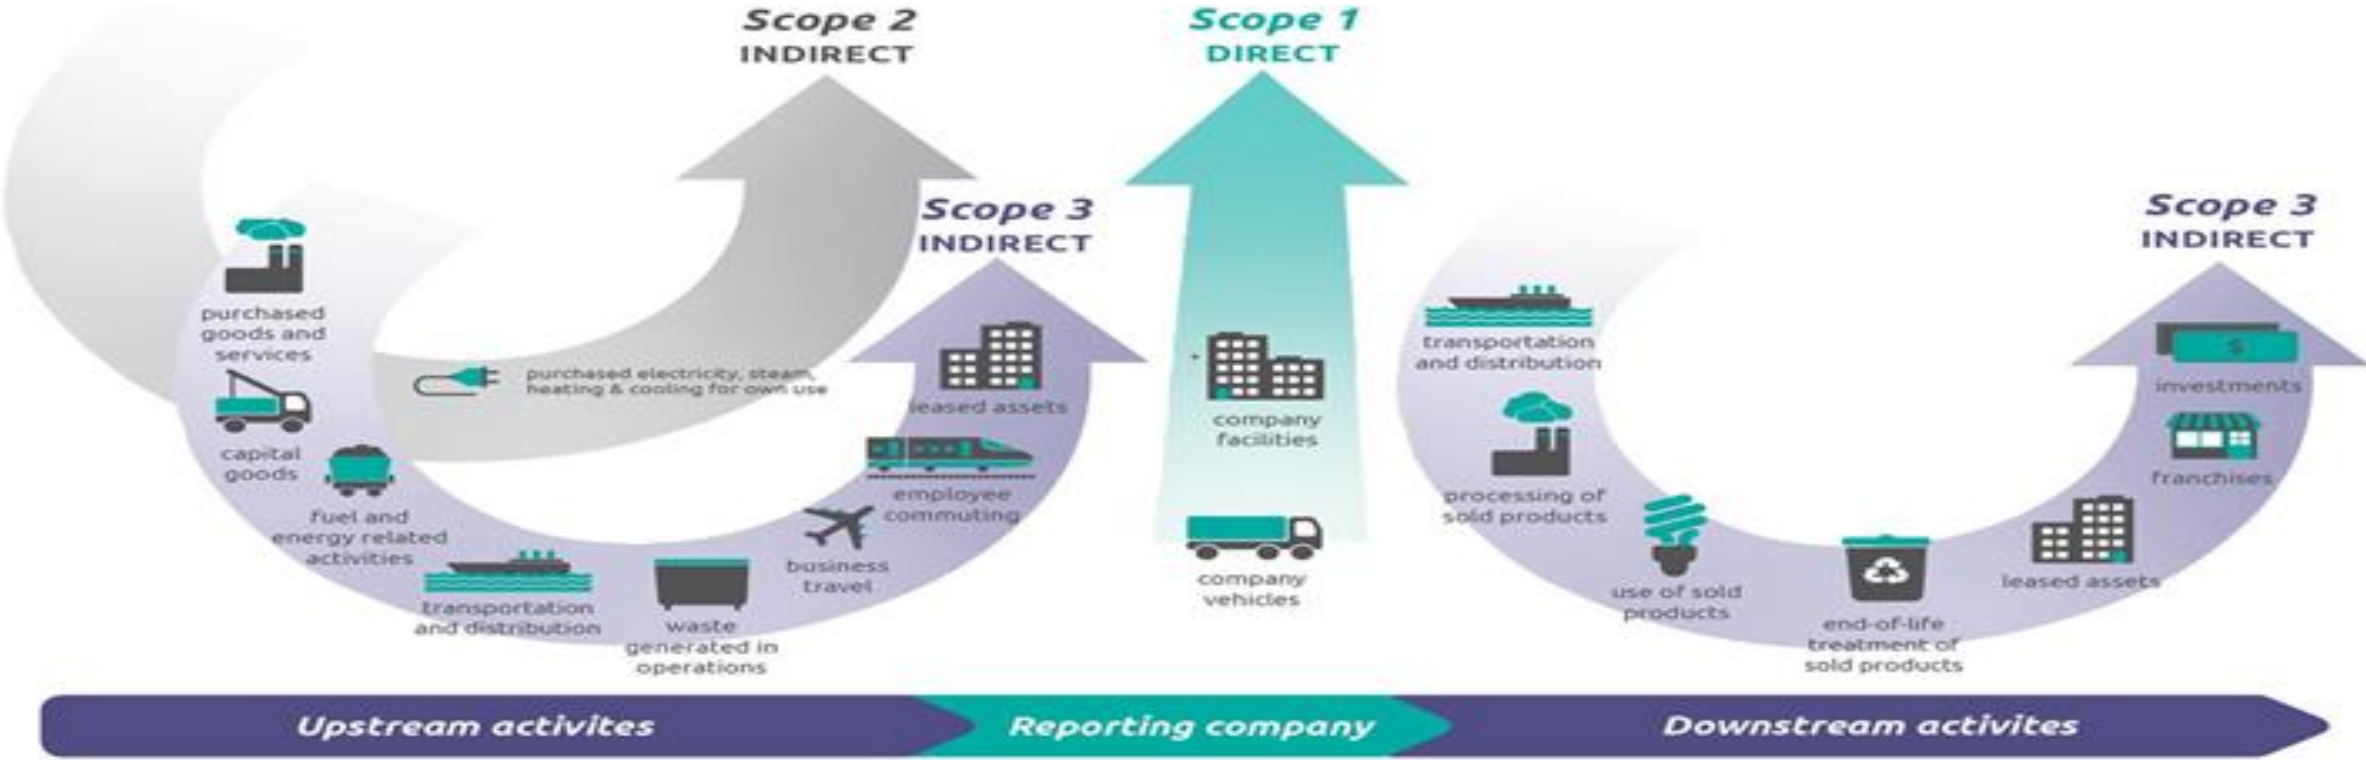 Scope 2
INDIRECT
Scope 1
DIRECT
Scope 3
INDIRECT
Scope 3
INDIRECT
purchased
goods and
services
capital
goods
fuel and
energy related
activities
transportation
and distribution
waste
generated in
operations
business
travel
employee
commuting
leased assets
purchased electricity, steam,
heating & cooling for own use
company
facilities
company
vehicles
transportation
and distribution
processing of
sold products
use of sold
products
end-of-life
treatment of
sold products
leased assets
franchises
$
investments
Upstream activites
Reporting company
Downstream activites